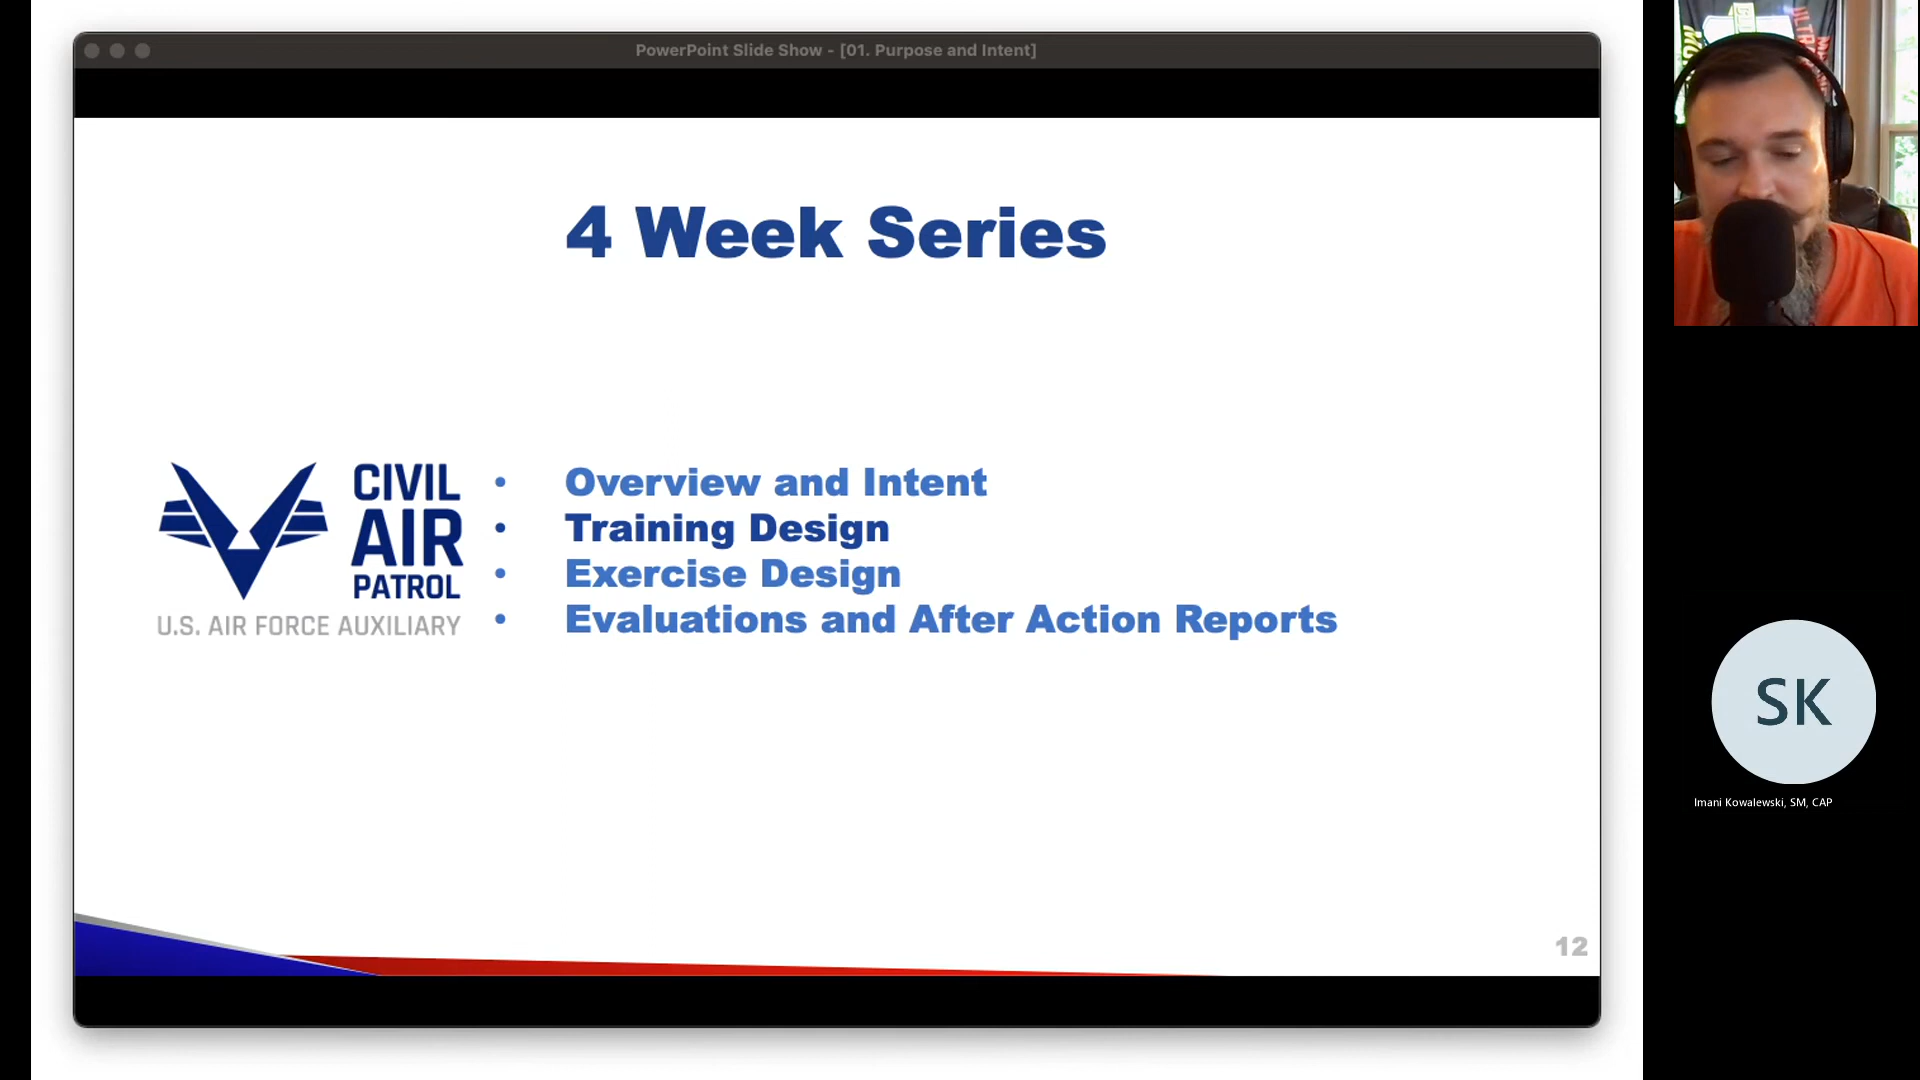 PowerPoint Slide Show - [01. Purpose and Intent]
4 Week Series
CIVIL
AIR
PATROL
U.S. AIR FORCE AUXILIARY
• Overview and Intent
• Training Design
• Exercise Design
• Evaluations and After Action Reports
12
SK
Imani Kowalewski, SM, CAP